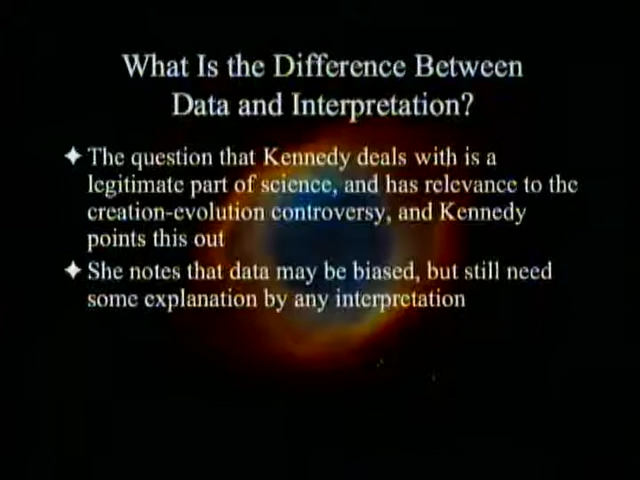 What Is the Difference Between
Data and Interpretation?
The question that Kennedy deals with is a
legitimate part of science, and has relevance to the
creation-evolution controversy, and Kennedy
points this out
She notes that data may be biased, but still need
some explanation by any interpretation